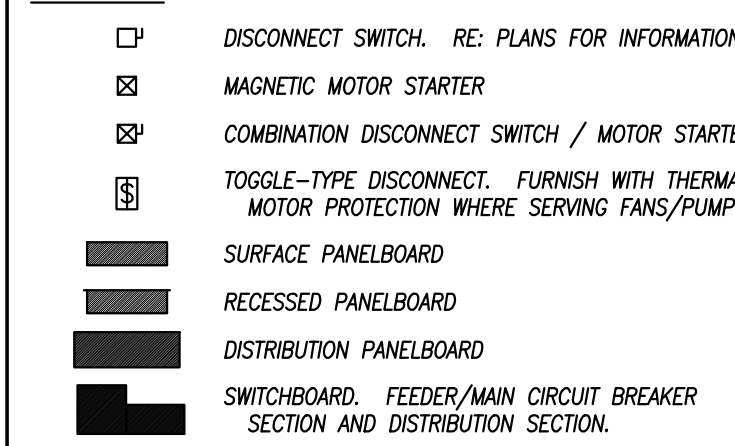 DISCONNECT SWITCH. RE: PLANS FOR INFORMATION
MAGNETIC MOTOR STARTER
COMBINATION DISCONNECT SWITCH / MOTOR
$
TOGGLE-TYPE DISCONNECT. FURNISH WITH
MOTOR PROTECTION WHERE SERVING
SURFACE PANELBOARD
RECESSED PANELBOARD
DISTRIBUTION PANELBOARD
SWITCHBOARD. FEEDER/MAIN CIRCUIT BREAKER
SECTION AND DISTRIBUTION SECTION.